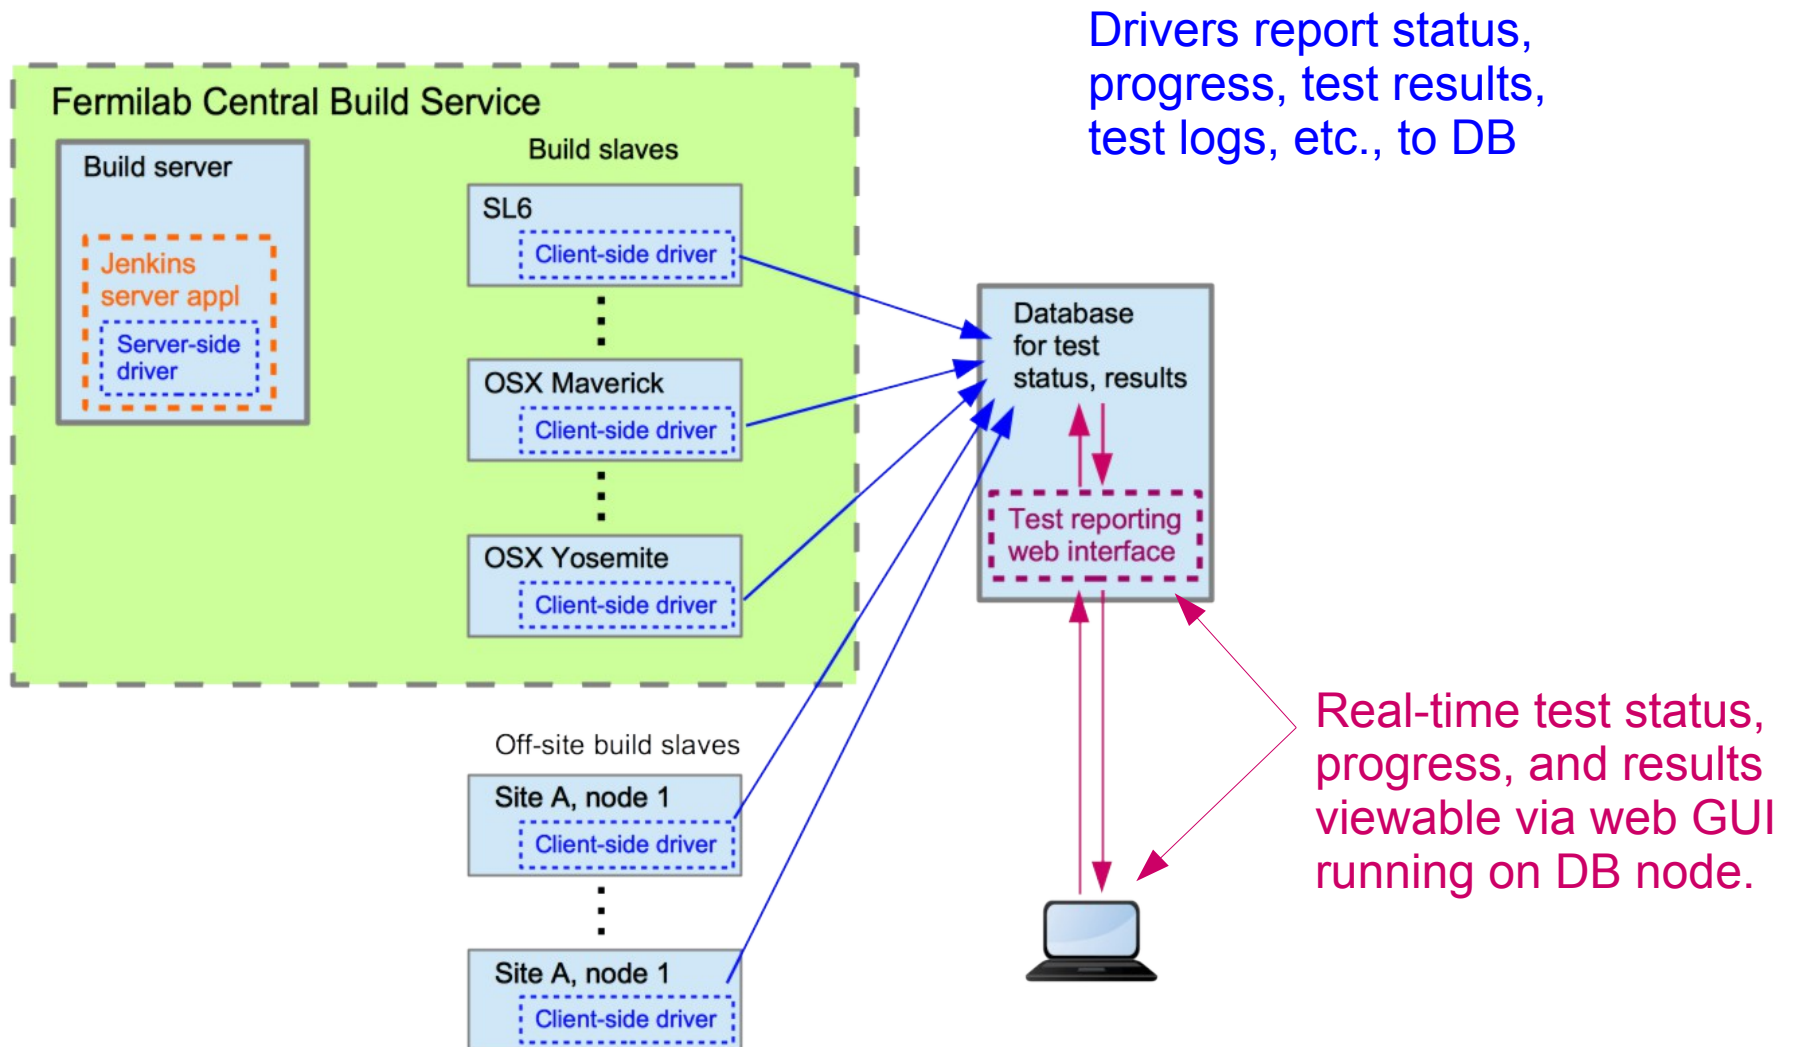 Drivers report status,
progress, test results,
test logs, etc., to DB
Fermilab Central Build Service
Build server
Jenkins
server appl
Server-side
driver
Build slaves
SL6
Client-side driver
OSX Maverick
Client-side driver
OSX Yosemite
Client-side driver
Off-site build slaves
Site A, node 1
Client-side driver
Site A, node 1
Client-side driver
Database
for test
status, results
Test reporting
web interface
Real-time test status,
progress, and results
viewable via web GUI
running on DB node.